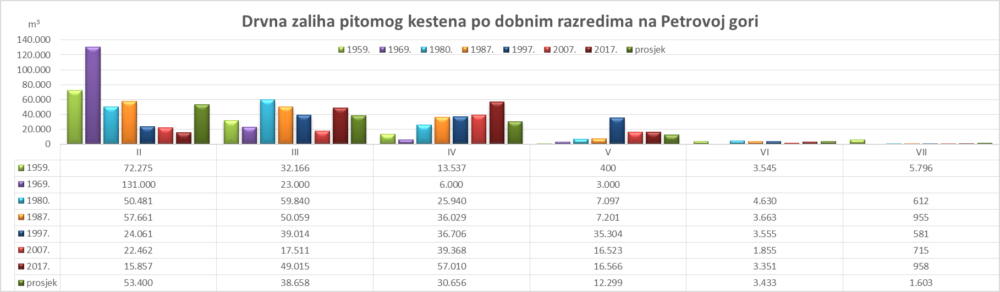 Drvna zaliha pitomog kestena po dobnim razredima na Petrovoj gori
m³
140.000
120.000
100.000
80.000
60.000
40.000
20.000
0
1959. 1969. 1980. 1987. 1997. 2007. 2017. prosjek
II III IV V VI VII
1959. 72.275 32.166 13.537 400 3.545 5.796
1969. 131.000 23.000 6.000 3.000
1980. 50.481 59.840 25.940 7.097 4.630 612
1987. 57.661 50.059 36.029 7.201 3.663 955
1997. 24.061 39.014 36.706 35.304 3.555 581
2007. 22.462 17.511 39.368 16.523 1.855 715
2017. 15.857 49.015 57.010 16.566 3.351 958
prosjek 53.400 38.658 30.656 12.299 3.433 1.603